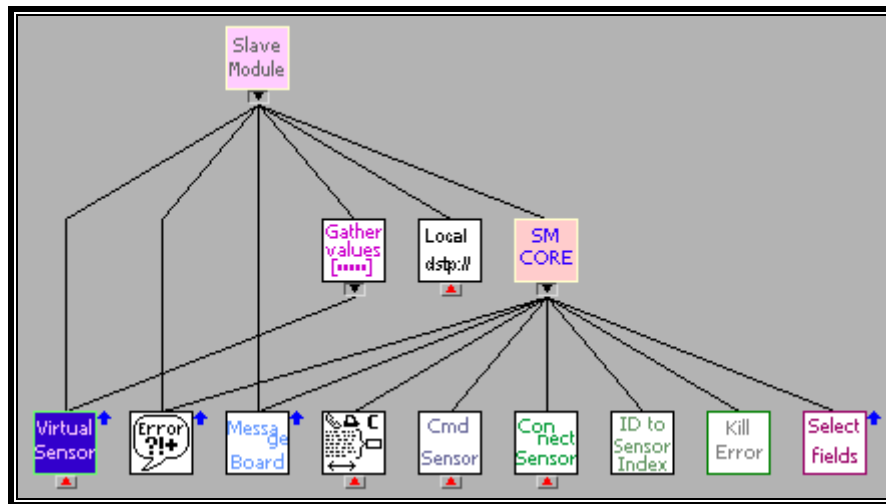 Slave
Module
Gather
values
[.....]
Local
dstp://
SM
CORE
Virtual
Sensor
Error
?!+
Messa
ge
Board
C
Cmd
Sensor
Con
nect
Sensor
ID to
Sensor
Index
Kill
Error
Select
fields